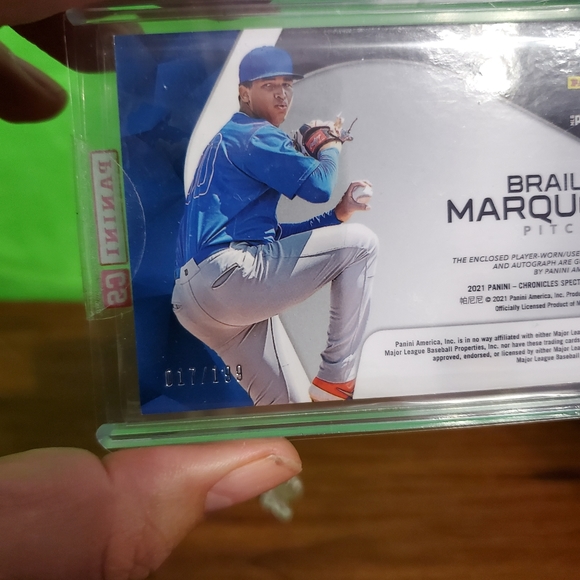 BRAIL
MARQU
PITC
THE ENCLOSED PLAYER-WORN/USE
AND AUTOGRAPH ARE G
BY PANINI A
2021 PANINI – CHRONICLES SPECT
帕尼尼 © 2021 Panini America, Inc. Produ
Officially Licensed Product of M
Panini America, Inc. is in no way affiliated with either Major Lea
Major League Baseball Properties, Inc. nor have these trading cards
approved, endorsed, or licensed by either Major Lea
Major League Baseball
017/199
PANINI
CS